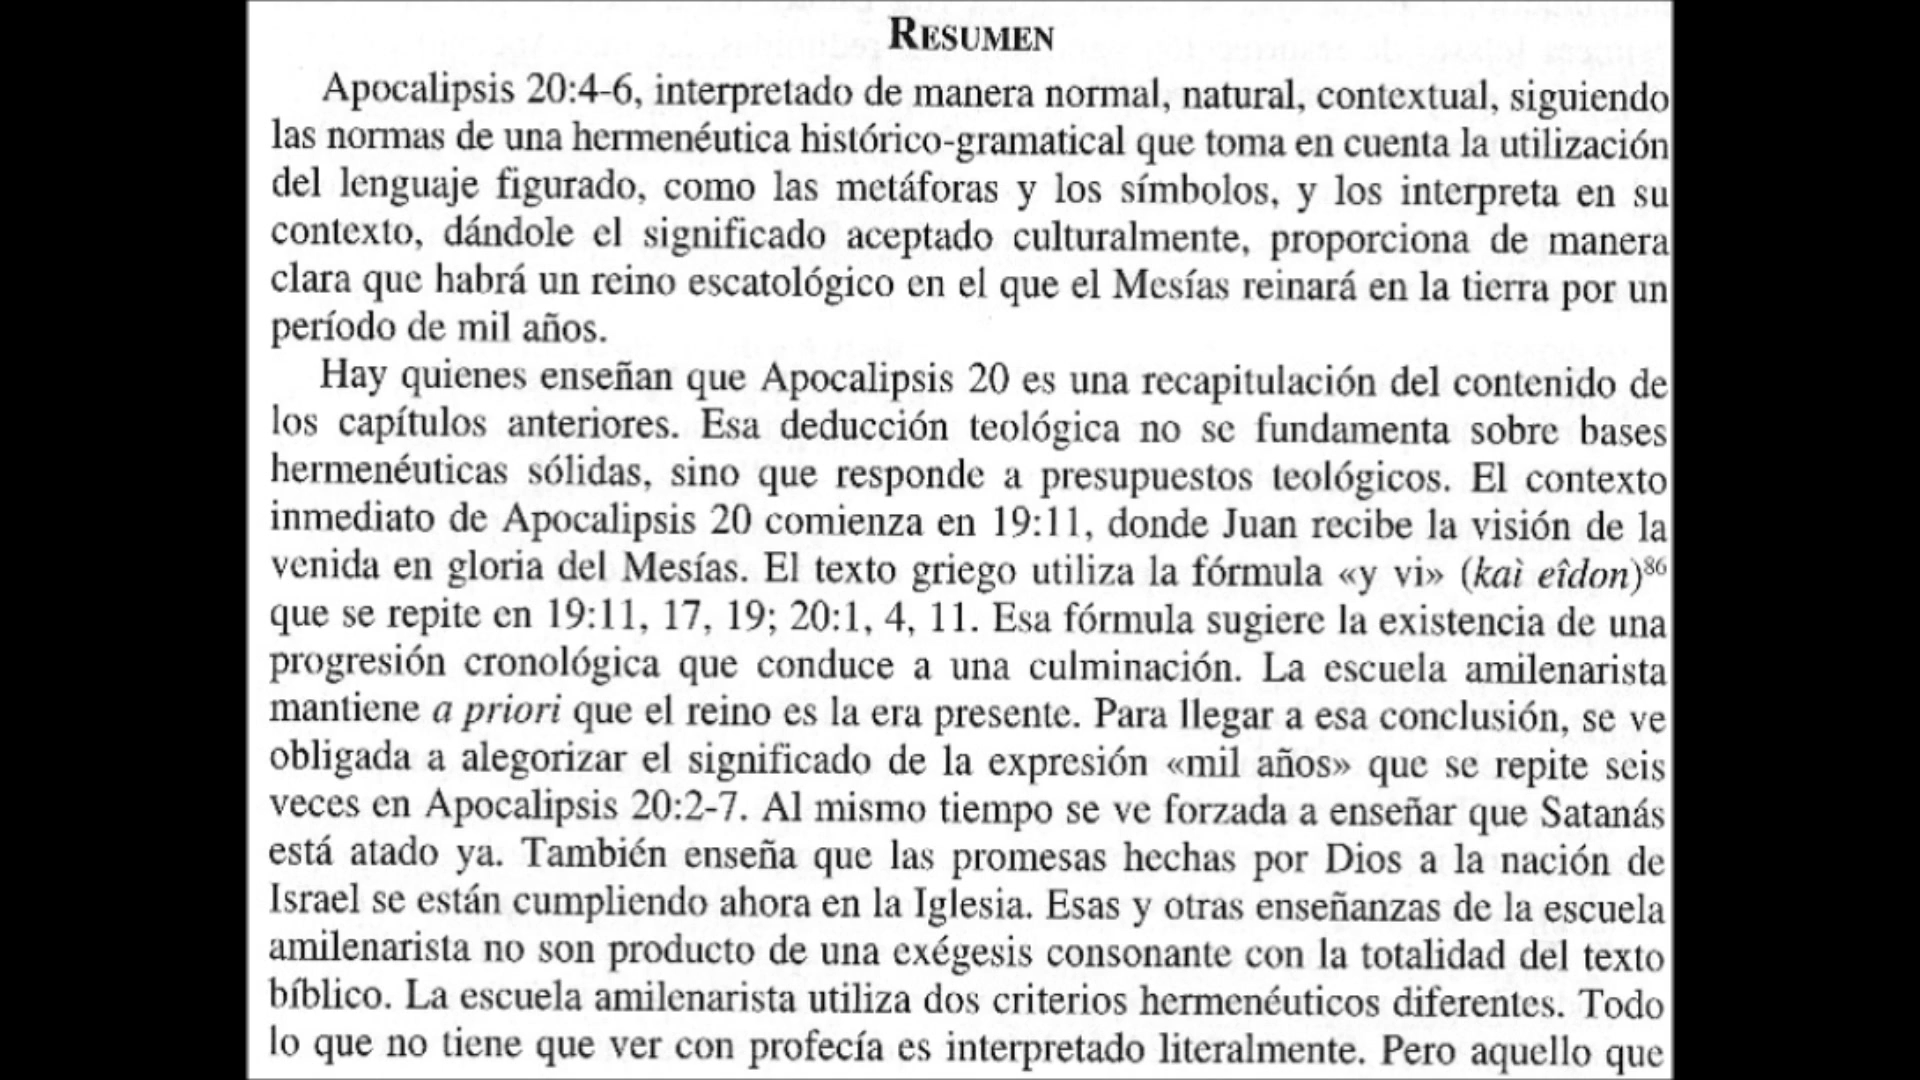 RESUMEN
Apocalipsis 20:4-6, interpretado de manera normal, natural, contextual, siguiendo
las normas de una hermenéutica histórico-gramatical que toma en cuenta la utilización
del lenguaje figurado, como las metáforas y los símbolos, y los interpreta en su
contexto, dándole el significado aceptado culturalmente, proporciona de manera
clara que habrá un reino escatológico en el que el Mesías reinará en la tierra por un
período de mil años.
Hay quienes enseñan que Apocalipsis 20 es una recapitulación del contenido de
los capítulos anteriores. Esa deducción teológica no se fundamenta sobre bases
hermenéuticas sólidas, sino que responde a presupuestos teológicos. El contexto
inmediato de Apocalipsis 20 comienza en 19:11, donde Juan recibe la visión de la
venida en gloria del Mesías. El texto griego utiliza la fórmula «y vi» (kaì eîdon)86
que se repite en 19:11, 17, 19; 20:1, 4, 11. Esa fórmula sugiere la existencia de una
progresión cronológica que conduce a una culminación. La escuela amilenarista
mantiene a priori que el reino es la era presente. Para llegar a esa conclusión, se ve
obligada a alegorizar el significado de la expresión «mil años» que se repite seis
veces en Apocalipsis 20:2-7. Al mismo tiempo se ve forzada a enseñar que Satanás
está atado ya. También enseña que las promesas hechas por Dios a la nación de
Israel se están cumpliendo ahora en la Iglesia. Esas y otras enseñanzas de la escuela
amilenarista no son producto de una exégesis consonante con la totalidad del texto
bíblico. La escuela amilenarista utiliza dos criterios hermenéuticos diferentes. Todo
lo que no tiene que ver con profecía es interpretado literalmente. Pero aquello que